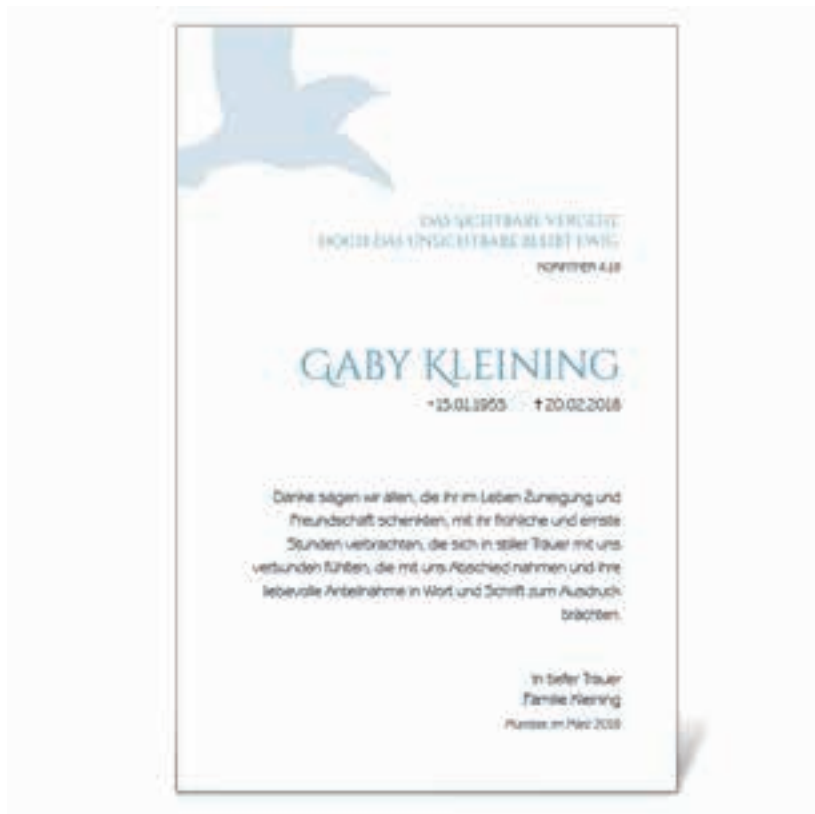 DAS SICHTBARE VERGEHT,
DOCH DAS UNSICHTBARE BLEIBT EWIG.
KORINTHER 4,18
GABY KLEINING
*15.01.1955 †20.02.2018
Danke sagen wir allen, die ihr im Leben Zuneigung und
Freundschaft schenkten, mit ihr fröhliche und ernste
Stunden verbrachten, die sich in stiller Trauer mit uns
verbunden fühlten, die mit uns Abschied nahmen und ihre
liebevolle Anteilnahme in Wort und Schrift zum Ausdruck
brachten.
In tiefer Trauer
Familie Kleining
im März 2018